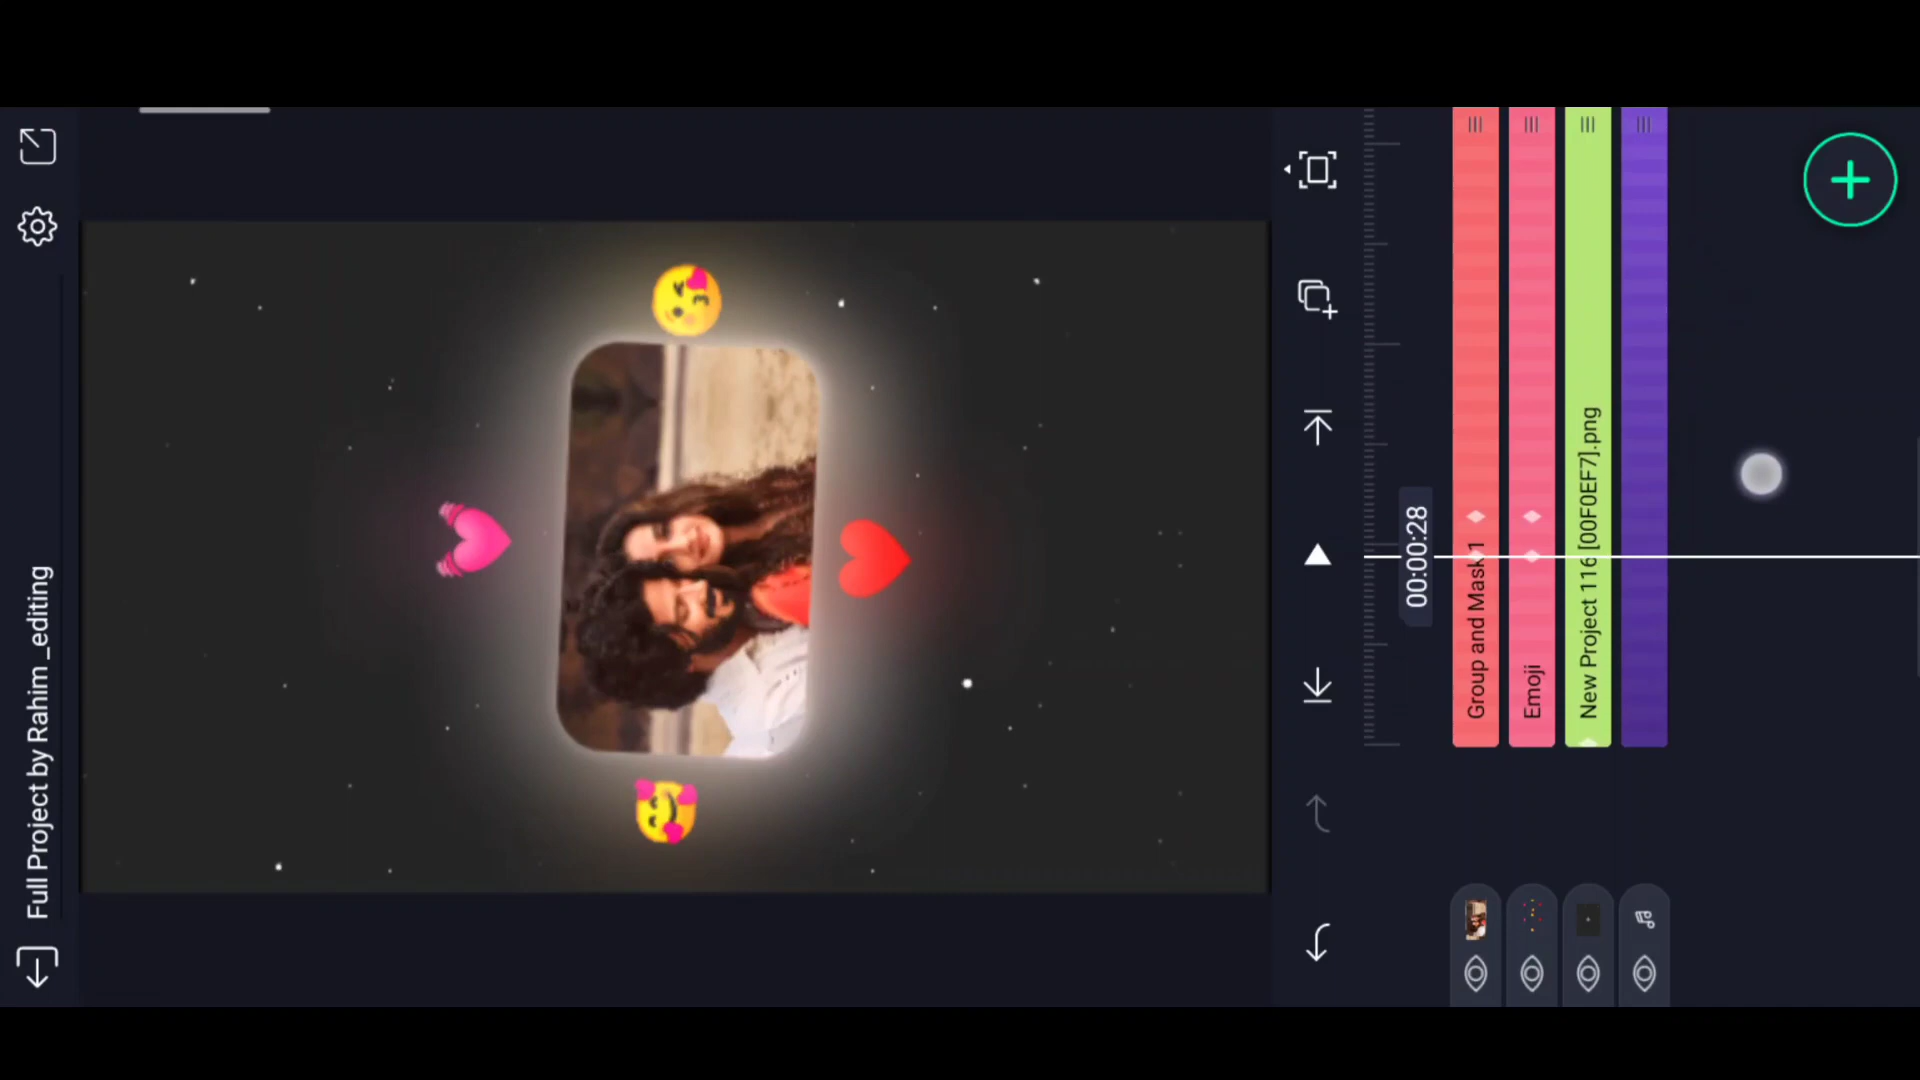 Full Project by Rahim _editing
00:00:28
Group and Mask 1
Emoji
New Project 116 [00F0EF7].png